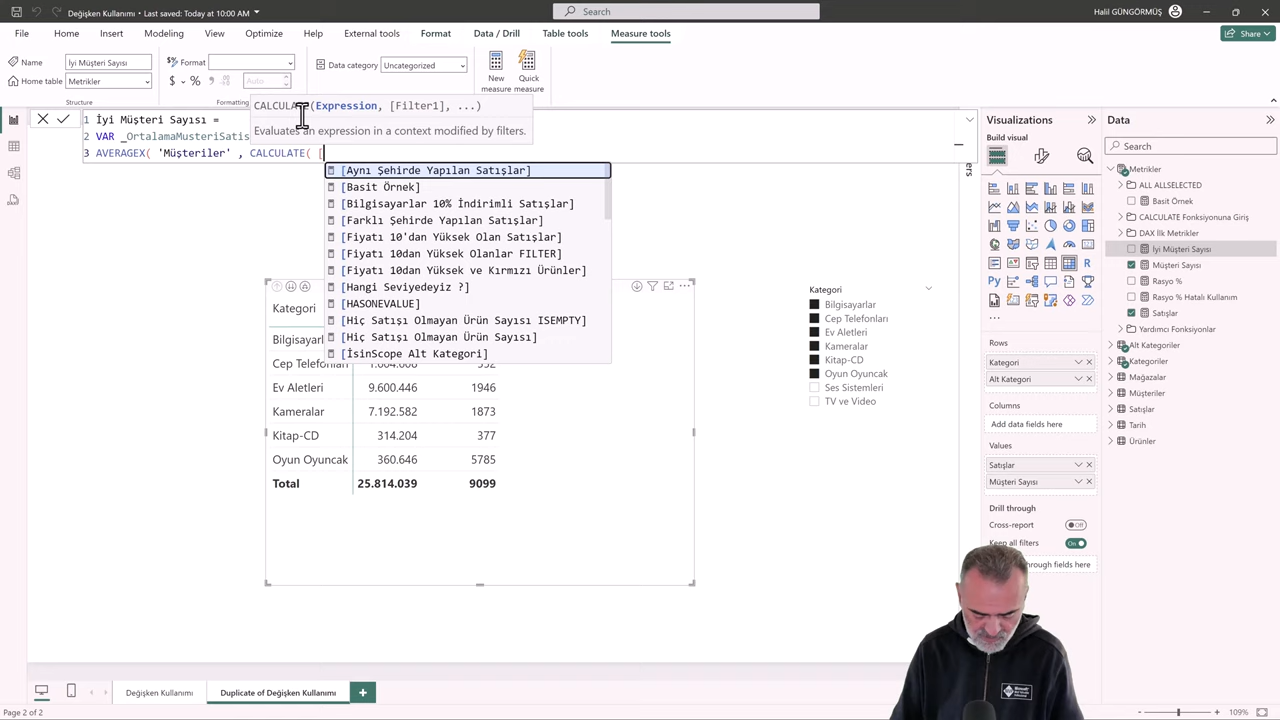 Değişken Kullanımı • Last saved: Today at 10:00 AM
Search
Halil GÜNGÖRMÜŞ
File Home Insert Modeling View Optimize Help External tools Format Data / Drill Table tools Measure tools
Share
Name İyi Müşteri Sayısı
Home table Metrikler
Structure
Format
$ % Auto
Formatting
Data category Uncategorized
New measure
Quick measure
CALCULATE(Expression, [Filter1], ...)
Evaluates an expression in a context modified by filters.
1 İyi Müşteri Sayısı =
2 VAR _OrtalamaMusteriSatis
3 AVERAGEX( 'Müşteriler' , CALCULATE( [
[Aynı Şehirde Yapılan Satışlar]
[Basit Örnek]
[Bilgisayarlar 10% İndirimli Satışlar]
[Farklı Şehirde Yapılan Satışlar]
[Fiyatı 10'dan Yüksek Olan Satışlar]
[Fiyatı 10dan Yüksek Olanlar FILTER]
[Fiyatı 10dan Yüksek ve Kırmızı Ürünler]
[Hangi Seviyedeyiz ?]
[HASONEVALUE]
[Hiç Satışı Olmayan Ürün Sayısı ISEMPTY]
[Hiç Satışı Olmayan Ürün Sayısı]
[İsinScope Alt Kategori]
Kategori
Bilgisayarl
Cep Telefonları
Ev Aletleri 9.600.446 1946
Kameralar 7.192.582 1873
Kitap-CD 314.204 377
Oyun Oyuncak 360.646 5785
Total 25.814.039 9099
Kategori
Bilgisayarlar
Cep Telefonları
Ev Aletleri
Kameralar
Kitap-CD
Oyun Oyuncak
Ses Sistemleri
TV ve Video
Visualizations
Build visual
Rows
Kategori
Alt Kategori
Columns
Add data fields here
Values
Satışlar
Müşteri Sayısı
Drill through
Cross-report Off
Keep all filters On
through fields here
Data
Search
Metrikler
ALL ALLSELECTED
Basit Örnek
CALCULATE Fonksiyonuna Giriş
DAX İlk Metrikler
İyi Müşteri Sayısı
Müşteri Sayısı
Rasyo %
Rasyo % Hatalı Kullanım
Satışlar
Yardımcı Fonksiyonlar
Alt Kategoriler
Kategoriler
Mağazalar
Müşteriler
Satışlar
Tarih
Ürünler
Değişken Kullanımı
Duplicate of Değişken Kullanımı
Page 2 of 2
109%